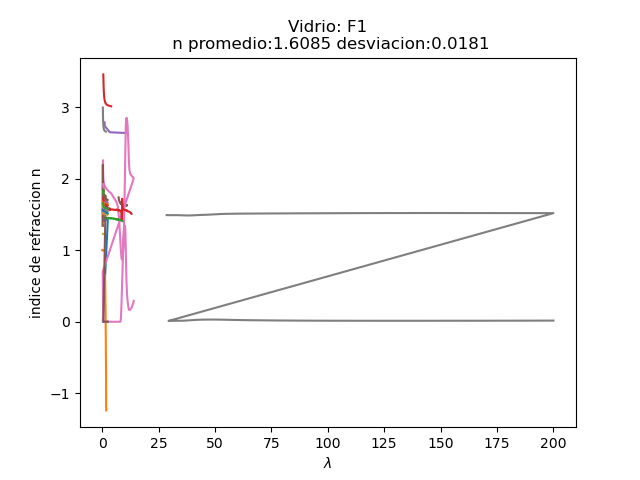 Vidrio: F1
n promedio:1.6085 desviacion:0.0181
indice de refraccion n
3
2
1
0
−1
0 25 50 75 100 125 150 175 200
λ